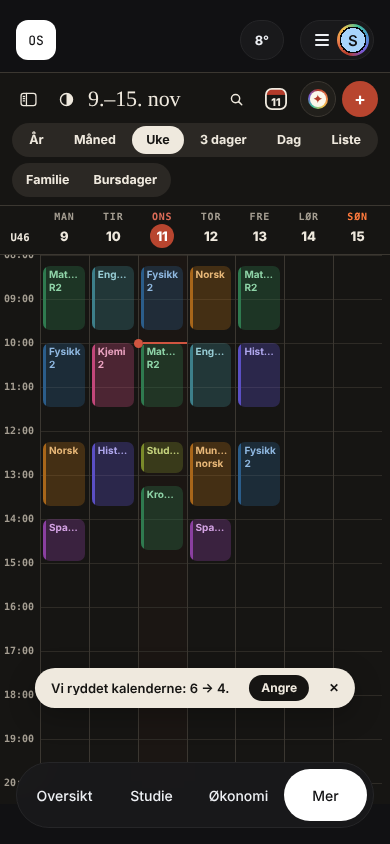 OS
8°
S
9.–15. nov
11
+
År Måned Uke 3 dager Dag Liste
Familie Bursdager
MAN TIR ONS TOR FRE LØR SØN
U46 9 10 11 12 13 14 15
08:00
Mat… R2
Eng…
Fysikk 2
Norsk
Mat… R2
09:00
10:00
Fysikk 2
Kjemi 2
Mat… R2
Eng…
Hist…
11:00
12:00
Norsk
Hist…
Stud…
Mun… norsk
Fysikk 2
13:00
Kro…
14:00
Spa…
Spa…
15:00
16:00
17:00
Vi ryddet kalenderne: 6 → 4. Angre ×
18:00
19:00
20:
Oversikt Studie Økonomi Mer